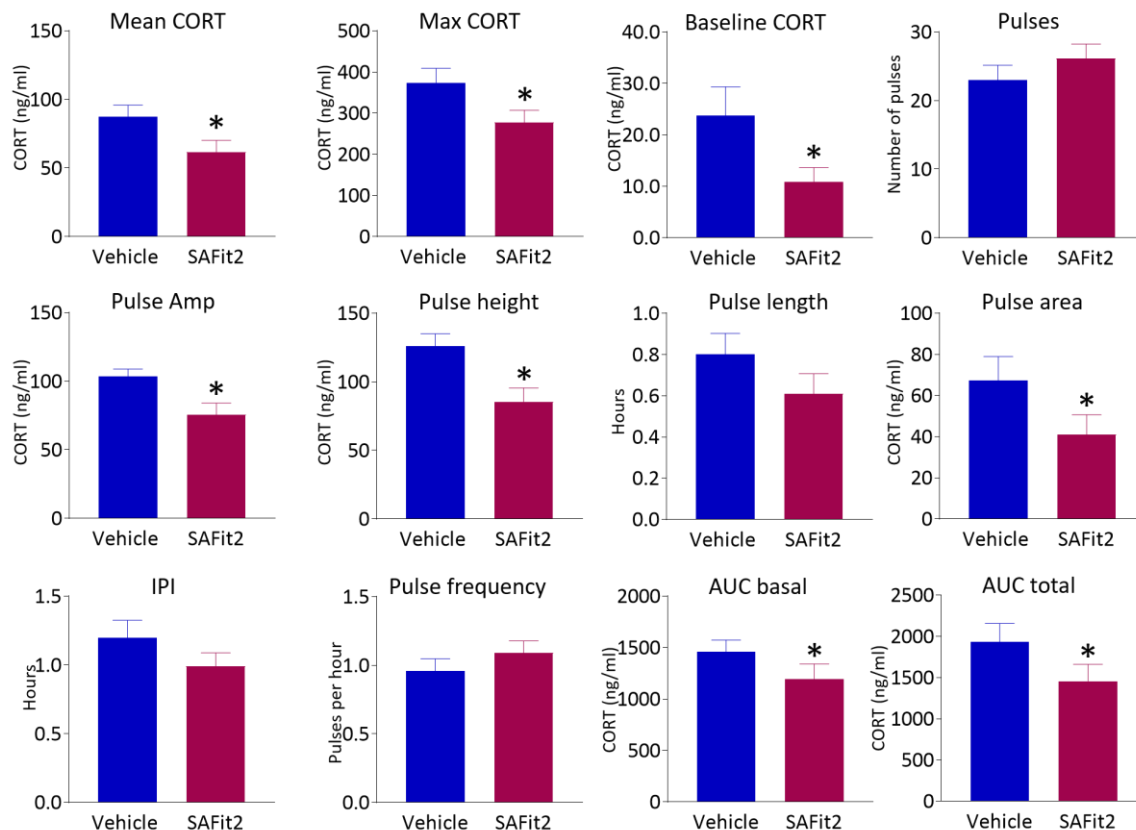 Mean CORT
CORT (ng/ml)
150
100
50
0
*
Vehicle SAFit2
Max CORT
CORT (ng/ml)
500
400
300
200
100
0
*
Vehicle SAFit2
Baseline CORT
CORT (ng/ml)
40.0
30.0
20.0
10.0
0.0
*
Vehicle SAFit2
Pulses
Number of pulses
30
20
10
0
Vehicle SAFit2
Pulse Amp
CORT (ng/ml)
150
100
50
0
*
Vehicle SAFit2
Pulse height
CORT (ng/ml)
150
100
50
0
*
Vehicle SAFit2
Pulse length
Hours
1.0
0.8
0.6
0.4
0.2
0.0
Vehicle SAFit2
Pulse area
CORT (ng/ml)
100
80
60
40
20
0
*
Vehicle SAFit2
IPI
Hours
1.5
1.0
0.5
0.0
Vehicle SAFit2
Pulse frequency
Pulses per hour
1.5
1.0
0.5
0.0
Vehicle SAFit2
AUC basal
CORT (ng/ml)
2000
1500
1000
500
0
*
Vehicle SAFit2
AUC total
CORT (ng/ml)
2500
2000
1500
1000
500
0
*
Vehicle SAFit2